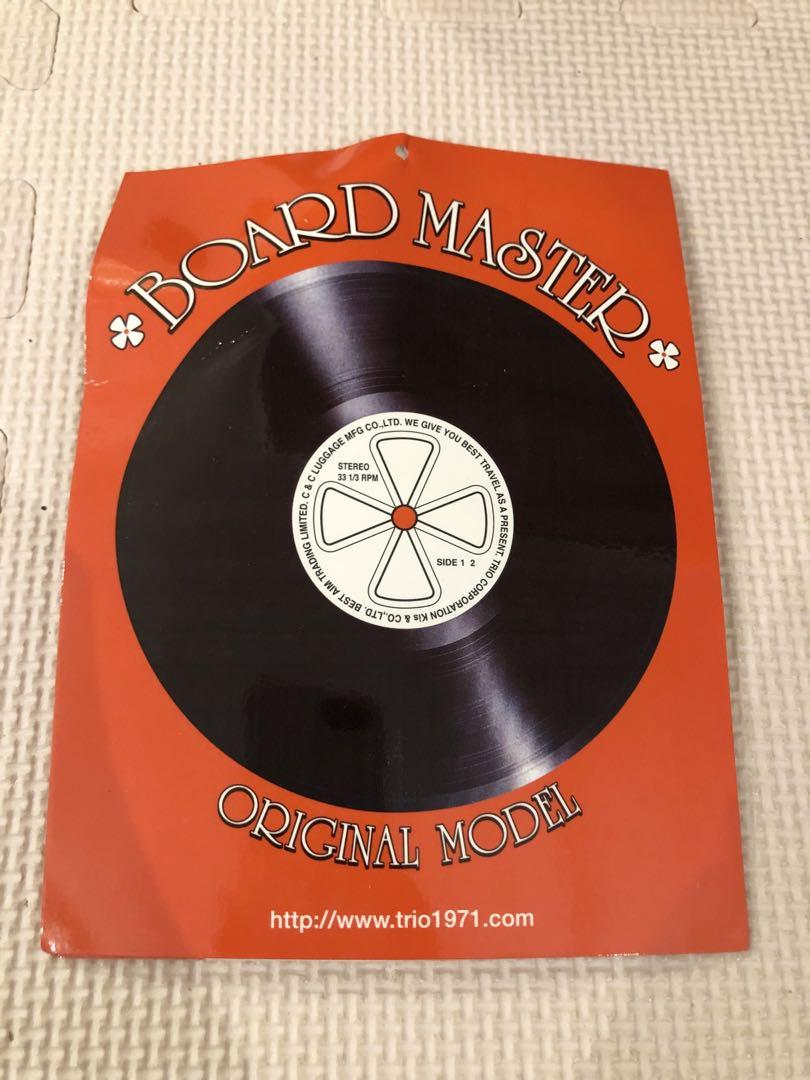 BOARD MASTER
C & C LUGGAGE MFG CO.,LTD. WE GIVE YOU BEST TRAVEL AS A PRESENT. TRIO CORPORATION Kis & CO.,LTD. BEST AIM TRADING LIMITED.
STEREO
33 1/3 RPM
SIDE 1 2
ORIGINAL MODEL
http://www.trio1971.com